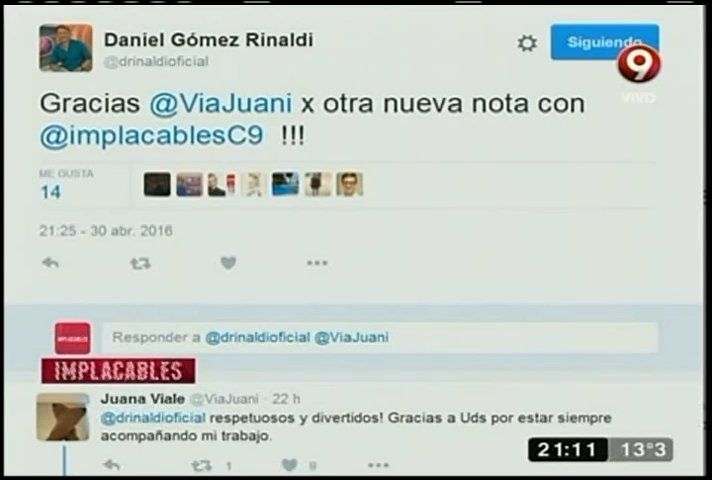 Daniel Gómez Rinaldi
@drinaldioficial
Siguiendo
9
VIVO
Gracias @ViaJuani x otra nueva nota con
@implacablesC9 !!!
ME GUSTA
14
21:25 - 30 abr. 2016
IMPLACABLES
Responder a @drinaldioficial @ViaJuani
IMPLACABLES
Juana Viale @ViaJuani · 22 h
@drinaldioficial respetuosos y divertidos! Gracias a Uds por estar siempre
acompañando mi trabajo.
1
9
21:11 13°3